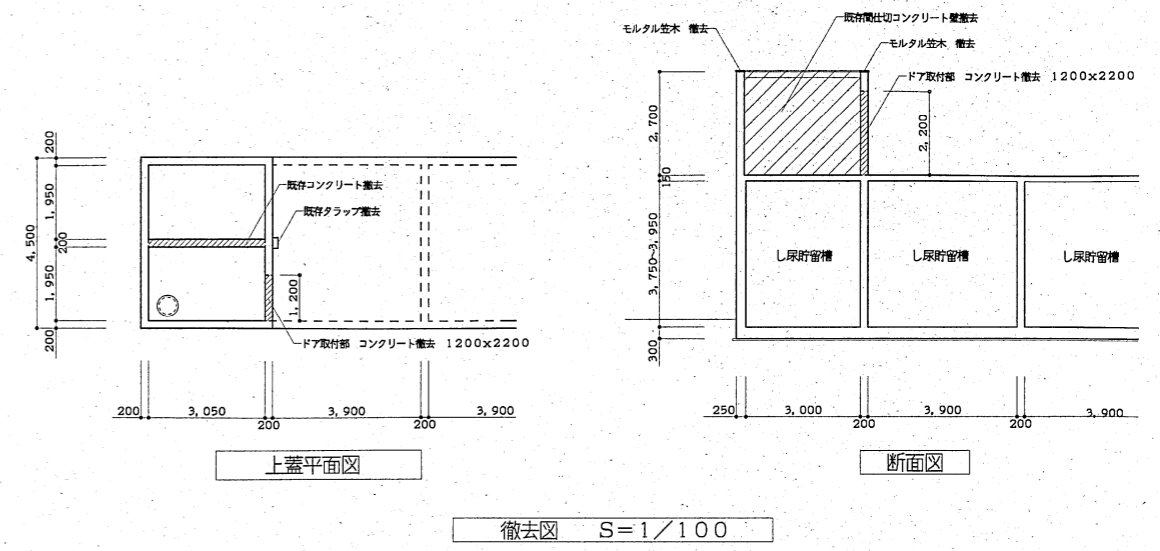 既存間仕切コンクリート壁撤去
モルタル笠木 撤去
モルタル笠木 撤去
ドア取付部 コンクリート撤去 1200x2200
2,700
2,200
150
3,750~3,950
300
し尿貯留槽
し尿貯留槽
し尿貯留槽
250
3,000
200
3,900
200
3,900
断面図
200
1,950
200
1,950
200
4,500
既存コンクリート撤去
既存タラップ撤去
1,200
ドア取付部 コンクリート撤去 1200x2200
200
3,050
200
3,900
200
3,900
上蓋平面図
徹去図 S=1/100